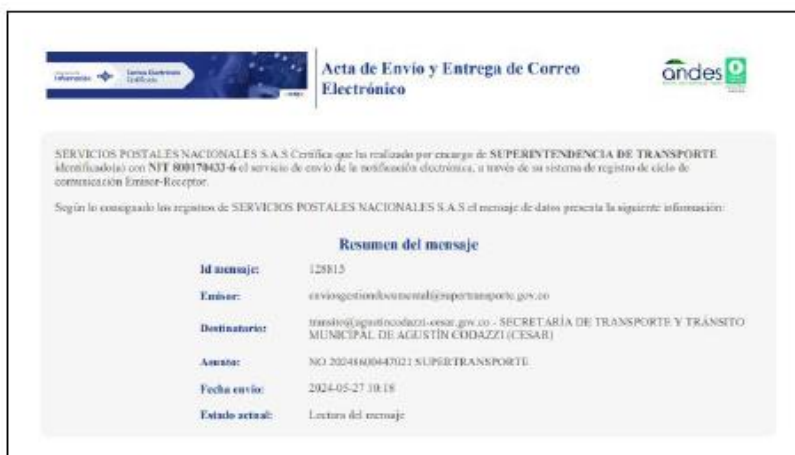 Correo Electrónico
Certificado
Acta de Envío y Entrega de Correo
Electrónico
andes
SERVICIOS POSTALES NACIONALES S.A.S Certifica que ha realizado por encargo de SUPERINTENDENCIA DE TRANSPORTE
identificado(a) con NIT 800170433-6 el servicio de envío de la notificación electrónica, a través de su sistema de registro de ciclo de
comunicación Emisor-Receptor.
Según lo consignado los registros de SERVICIOS POSTALES NACIONALES S.A.S el mensaje de datos presenta la siguiente información:
Resumen del mensaje
Id mensaje: 128815
Emisor: enviosgestiondocumental@supertransporte.gov.co
Destinatario: transito@agustincodazzi-cesar.gov.co - SECRETARÍA DE TRANSPORTE Y TRÁNSITO
MUNICIPAL DE AGUSTÍN CODAZZI (CESAR)
Asunto: NO 20248600447021 SUPERTRANSPORTE
Fecha envío: 2024-05-27 10:18
Estado actual: Lectura del mensaje